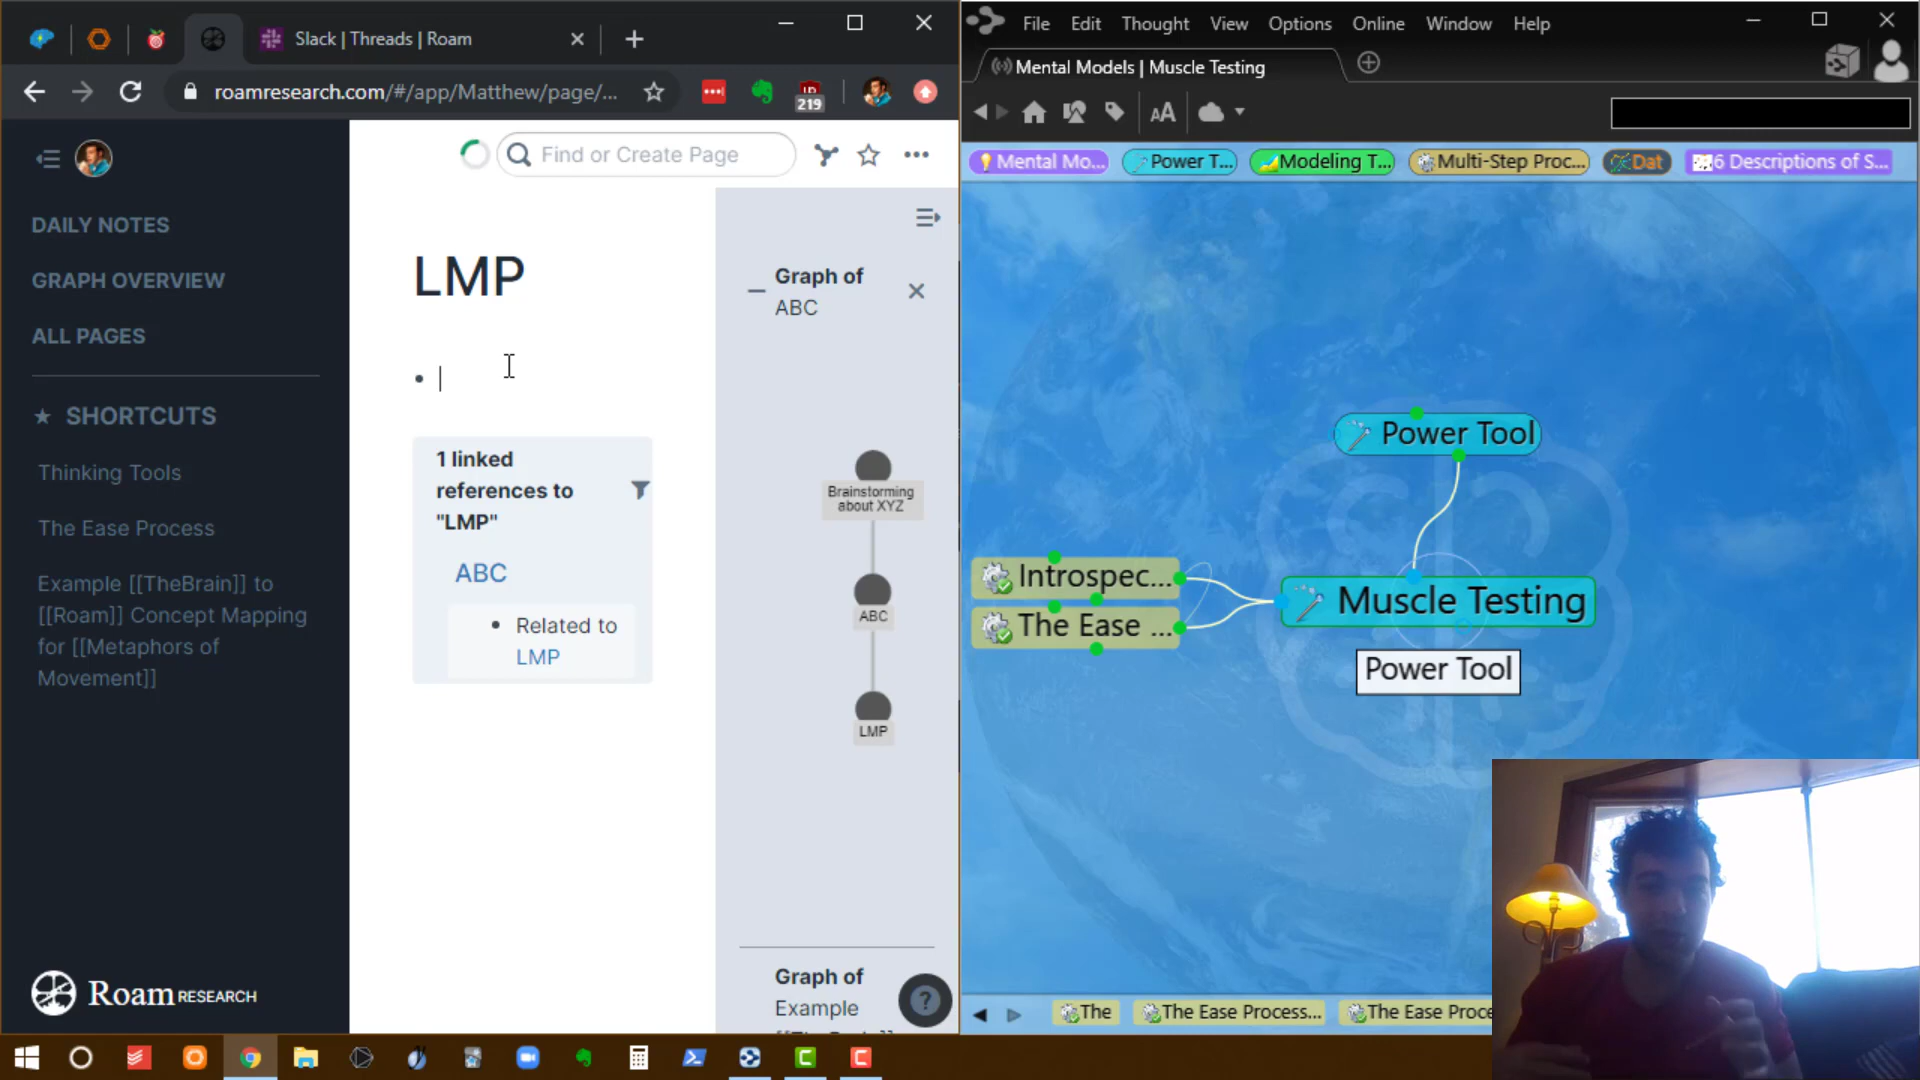 Slack | Threads | Roam
roamresearch.com/#/app/Matthew/page/...
219
Find or Create Page
DAILY NOTES
GRAPH OVERVIEW
ALL PAGES
SHORTCUTS
Thinking Tools
The Ease Process
Example [[TheBrain]] to
[[Roam]] Concept Mapping
for [[Metaphors of
Movement]]
Roam RESEARCH
LMP
1 linked
references to
"LMP"
ABC
Related to
LMP
Graph of
ABC
Brainstorming
about XYZ
ABC
LMP
Graph of
Example
?
File Edit Thought View Options Online Window Help
Mental Models | Muscle Testing
AA
Mental Mo...
Power T...
Modeling T...
Multi-Step Proc...
Dat
6 Descriptions of S...
Power Tool
Introspec...
The Ease ...
Muscle Testing
Power Tool
The
The Ease Process...
The Ease Proce